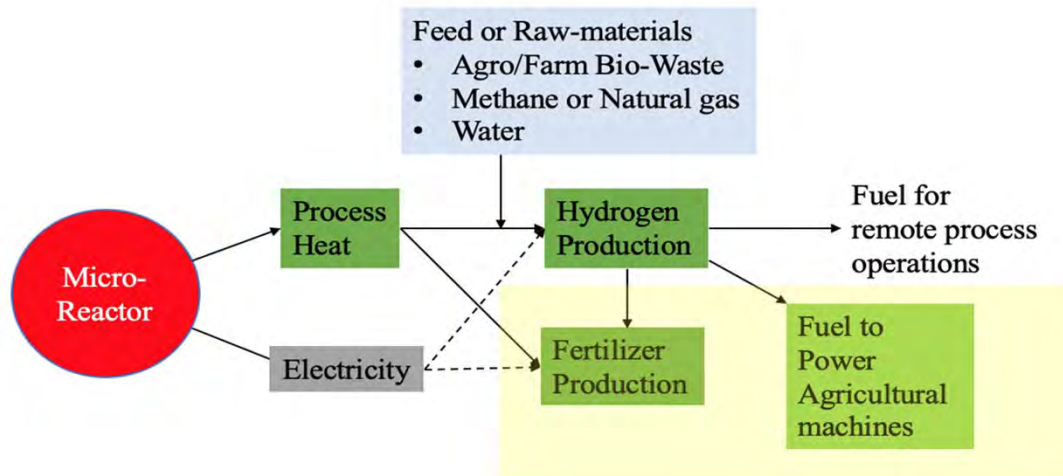 Feed or Raw-materials
• Agro/Farm Bio-Waste
• Methane or Natural gas
• Water
Process
Heat
Hydrogen
Production
Fuel for
remote process
operations
Micro-
Reactor
Electricity
Fertilizer
Production
Fuel to
Power
Agricultural
machines